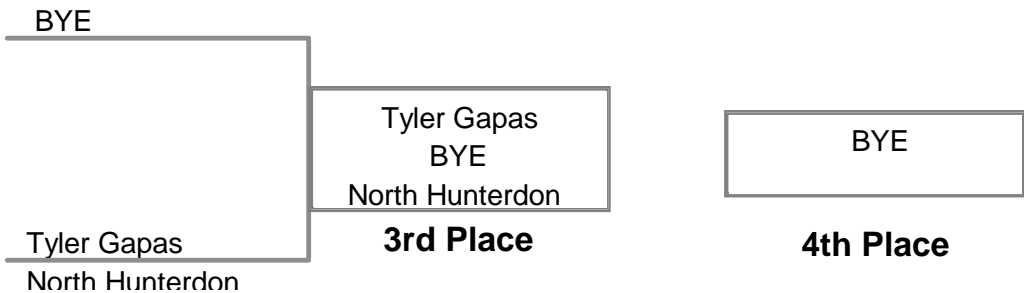 BYE
Tyler Gapas
BYE
North Hunterdon
3rd Place
BYE
4th Place
Tyler Gapas
North Hunterdon